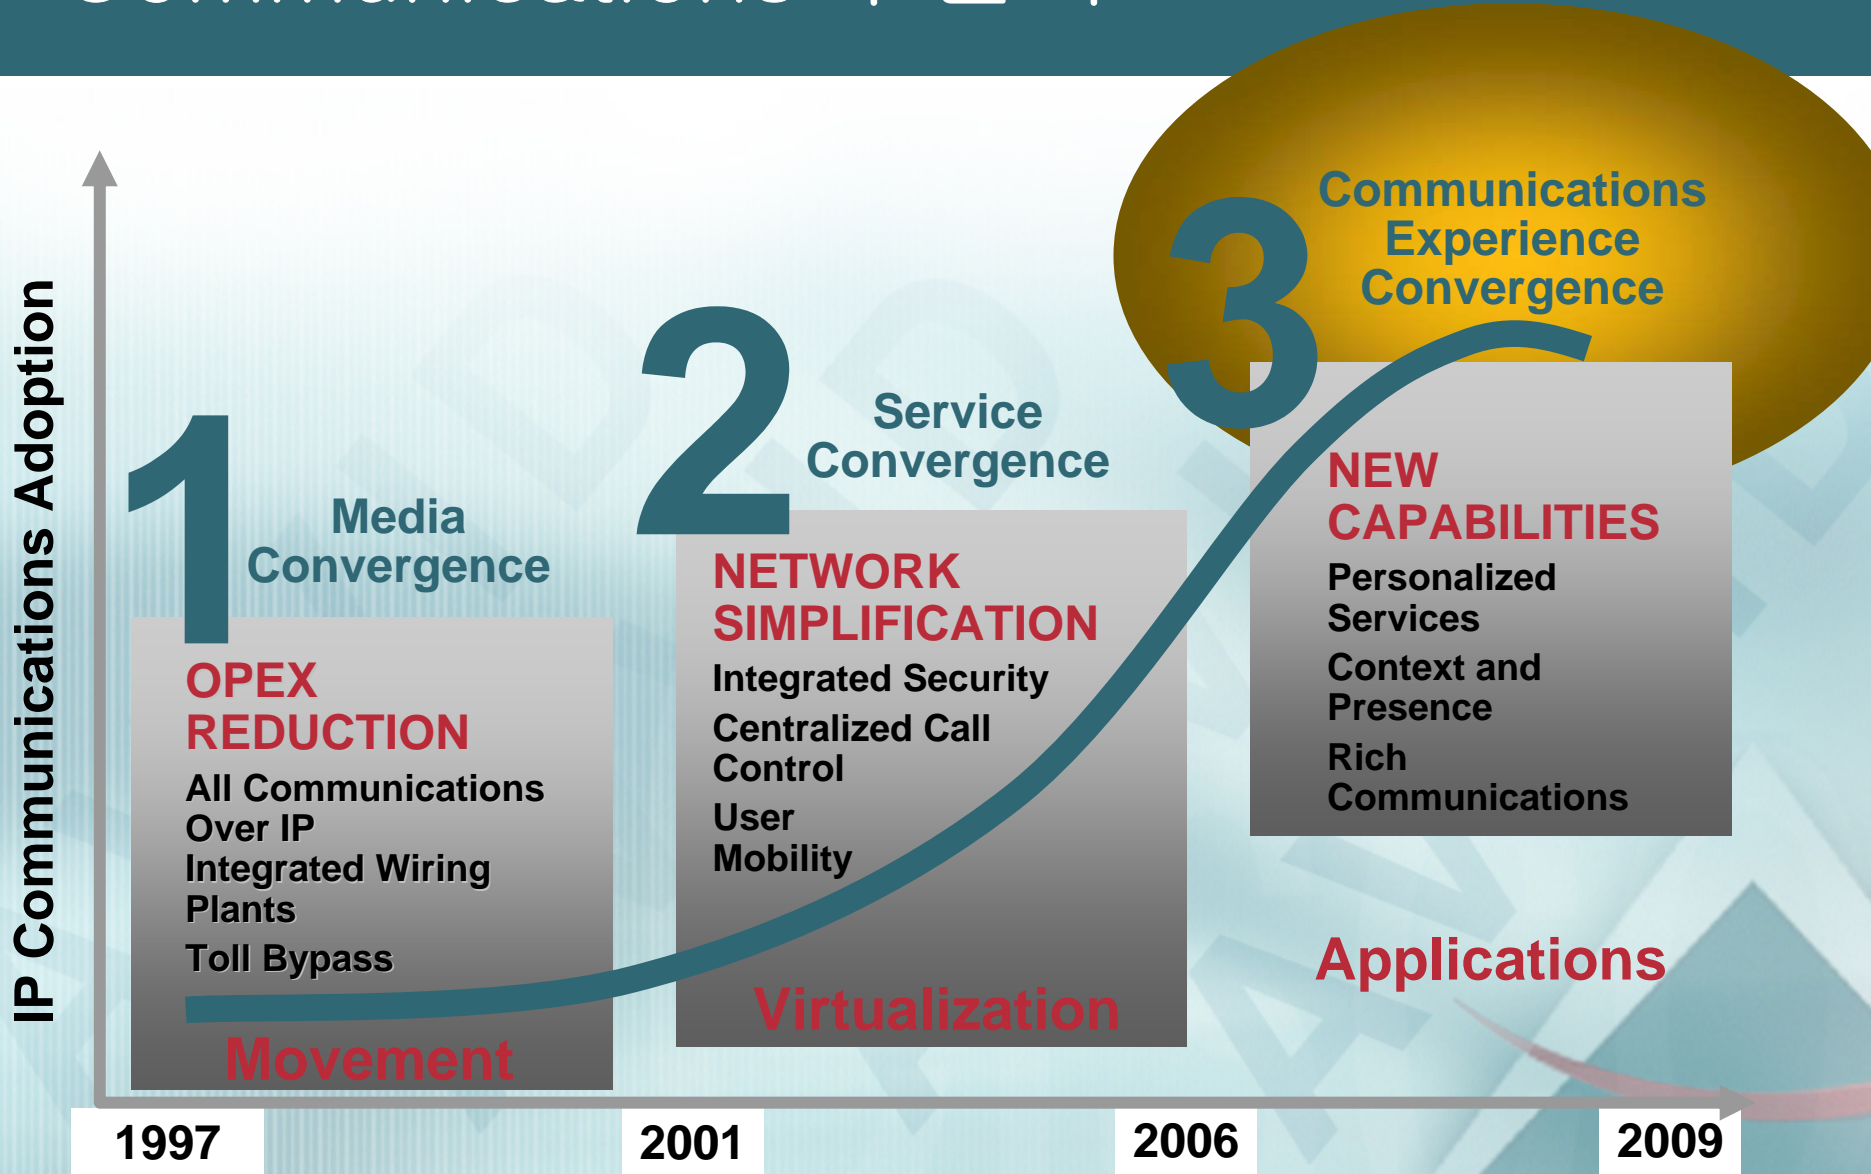 Communications
IP Communications Adoption
1
Media
Convergence
OPEX
REDUCTION
All Communications
Over IP
Integrated Wiring
Plants
Toll Bypass
Movement
2
Service
Convergence
NETWORK
SIMPLIFICATION
Integrated Security
Centralized Call
Control
User
Mobility
Virtualization
3
Communications
Experience
Convergence
NEW
CAPABILITIES
Personalized
Services
Context and
Presence
Rich
Communications
Applications
1997
2001
2006
2009